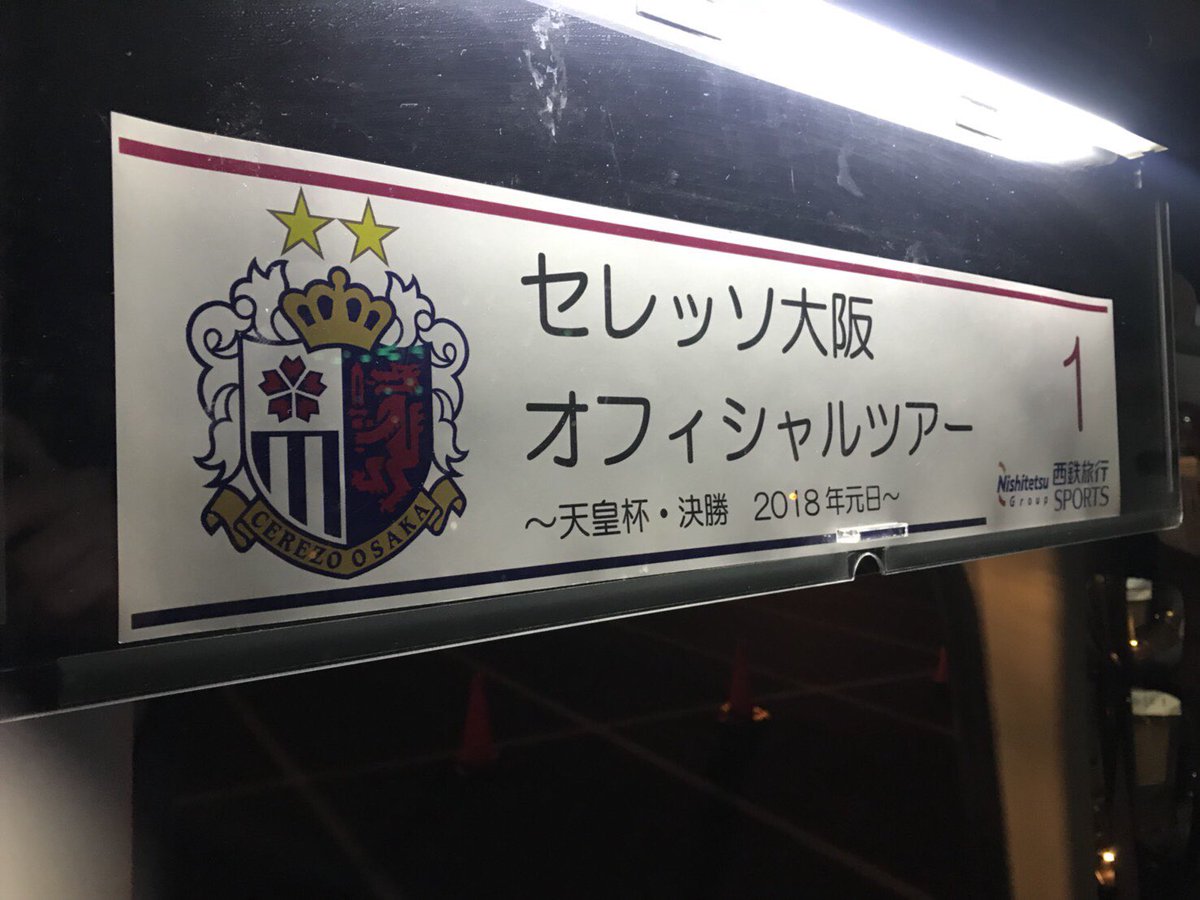 セレッソ大阪
オフィシャルツアー
～天皇杯・決勝 2018年元日～
1
Nishitetsu
Group
西鉄旅行
SPORTS
CEREZO OSAKA